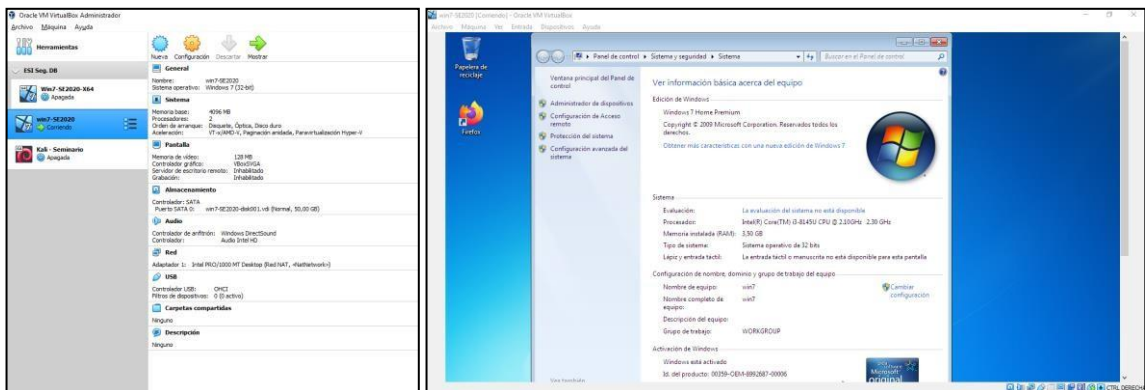 Oracle VM VirtualBox Administrador
Archivo Máquina Ayuda
Herramientas
ESI Seg. DB
Win7-SE2020-X64
Apagada
win7-SE2020
Corriendo
Kali - Seminario
Apagada
Nueva Configuración Descartar Mostrar
General
Nombre: win7-SE2020
Sistema operativo: Windows 7 (32-bit)
Sistema
Memoria base: 4096 MB
Procesadores: 2
Orden de arranque: Disquete, Óptica, Disco duro
Aceleración: VT-x/AMD-V, Paginación anidada, Paravirtualización Hyper-V
Pantalla
Memoria de vídeo: 128 MB
Controlador gráfico: VBoxSVGA
Servidor de escritorio remoto: Inhabilitado
Grabación: Inhabilitado
Almacenamiento
Controlador: SATA
Puerto SATA 0: win7-SE2020-disk001.vdi (Normal, 50,00 GB)
Audio
Controlador de anfitrión: Windows DirectSound
Controlador: Audio Intel HD
Red
Adaptador 1: Intel PRO/1000 MT Desktop (Red NAT, «NatNetwork»)
USB
Controlador USB: OHCI
Filtros de dispositivos: 0 (0 activo)
Carpetas compartidas
Ninguno
Descripción
Ninguno
win7-SE2020 [Corriendo] - Oracle VM VirtualBox
Archivo Máquina Ver Entrada Dispositivos Ayuda
Papelera de
reciclaje
Firefox
Panel de control Sistema y seguridad Sistema
Buscar en el Panel de control
Ventana principal del Panel de
control
Administrador de dispositivos
Configuración de Acceso
remoto
Protección del sistema
Configuración avanzada del
sistema
Vea también
Ver información básica acerca del equipo
Edición de Windows
Windows 7 Home Premium
Copyright © 2009 Microsoft Corporation. Reservados todos los
derechos.
Obtener más características con una nueva edición de Windows 7
Sistema
Evaluación: La evaluación del sistema no está disponible
Procesador: Intel(R) Core(TM) i3-8145U CPU @ 2.10GHz 2.30 GHz
Memoria instalada (RAM): 3,50 GB
Tipo de sistema: Sistema operativo de 32 bits
Lápiz y entrada táctil: La entrada táctil o manuscrita no está disponible para esta pantalla
Configuración de nombre, dominio y grupo de trabajo del equipo
Nombre de equipo: win7
Cambiar
configuración
Nombre completo de
equipo: win7
Descripción del equipo:
Grupo de trabajo: WORKGROUP
Activación de Windows
Windows está activado
Id. del producto: 00359-OEM-8992687-00006
Microsoft
original
CTRL DERECHA